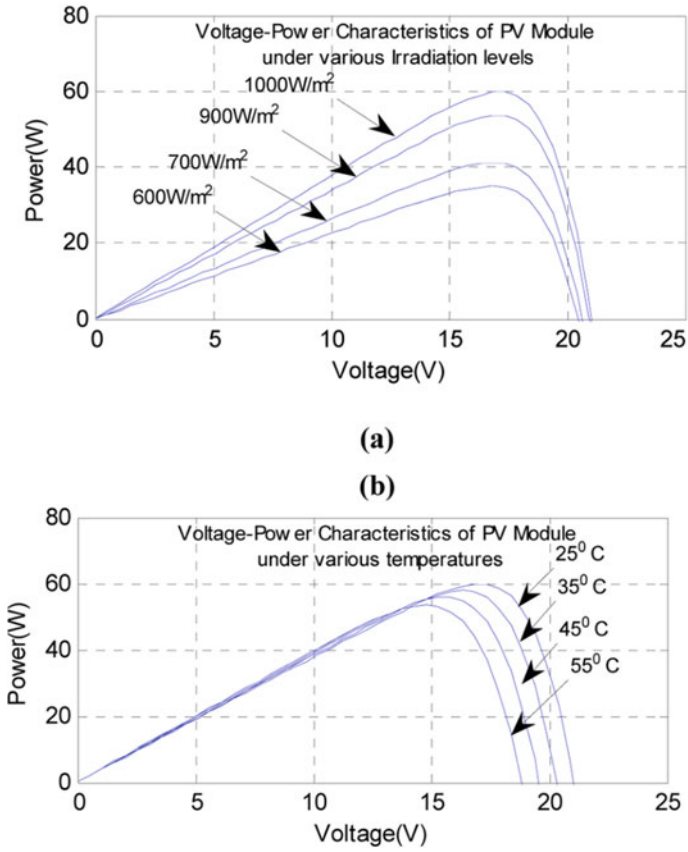 Voltage-Power Characteristics of PV Module
under various Irradiation levels
1000W/m²
900W/m²
700W/m²
600W/m²
Power(W)
80
60
40
20
0
0 5 10 15 20 25
Voltage(V)
(a)
(b)
Voltage-Power Characteristics of PV Module
under various temperatures
25⁰ C
35⁰ C
45⁰ C
55⁰ C
Power(W)
80
60
40
20
0
0 5 10 15 20 25
Voltage(V)